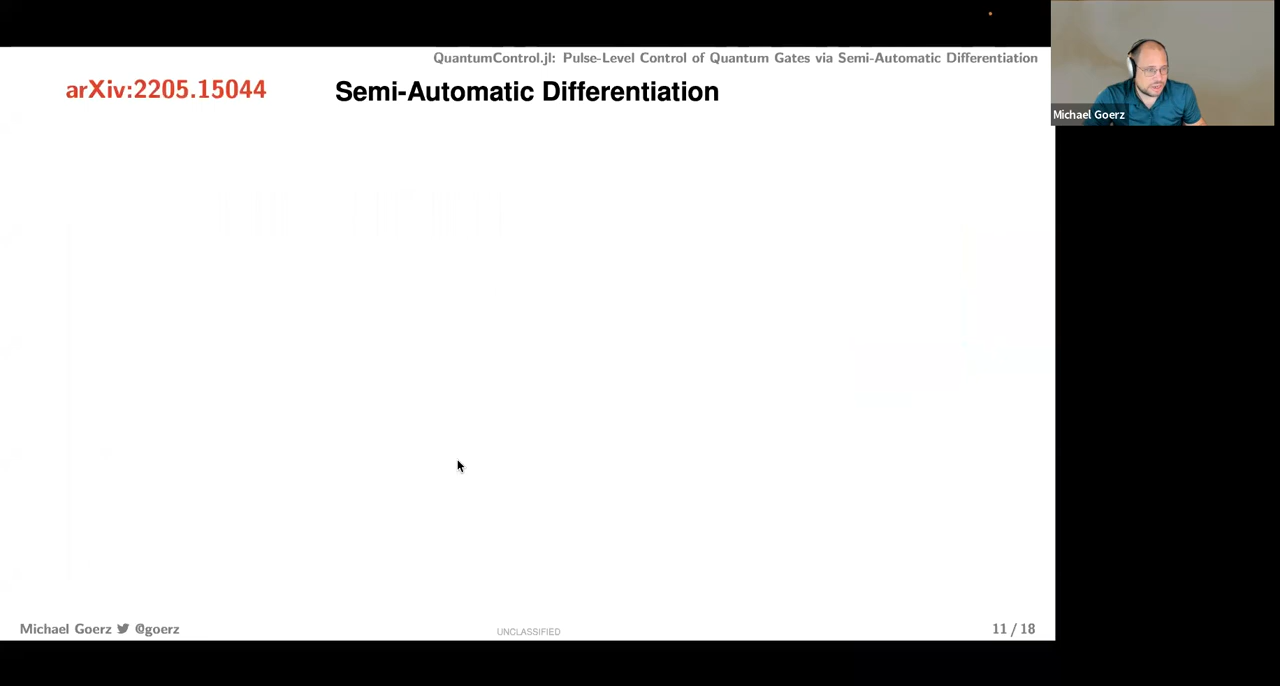 QuantumControl.jl: Pulse-Level Control of Quantum Gates via Semi-Automatic Differentiation
arXiv:2205.15044
Semi-Automatic Differentiation
Michael Goerz
Michael Goerz @goerz
UNCLASSIFIED
11 / 18